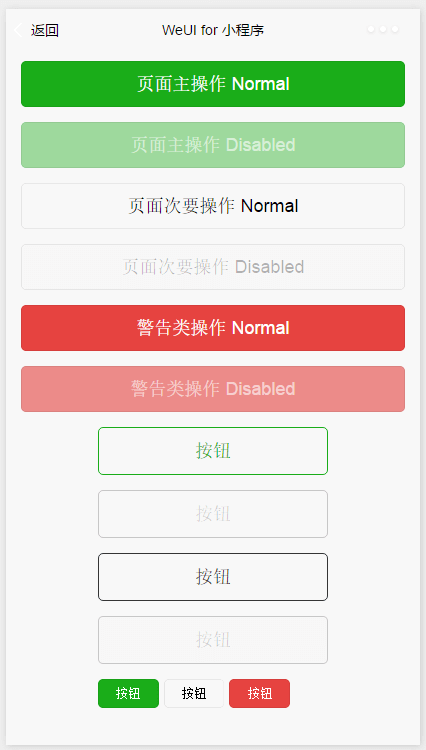 返回 WeUI for 小程序
页面主操作 Normal
页面主操作 Disabled
页面次要操作 Normal
页面次要操作 Disabled
警告类操作 Normal
警告类操作 Disabled
按钮
按钮
按钮
按钮
按钮 按钮 按钮